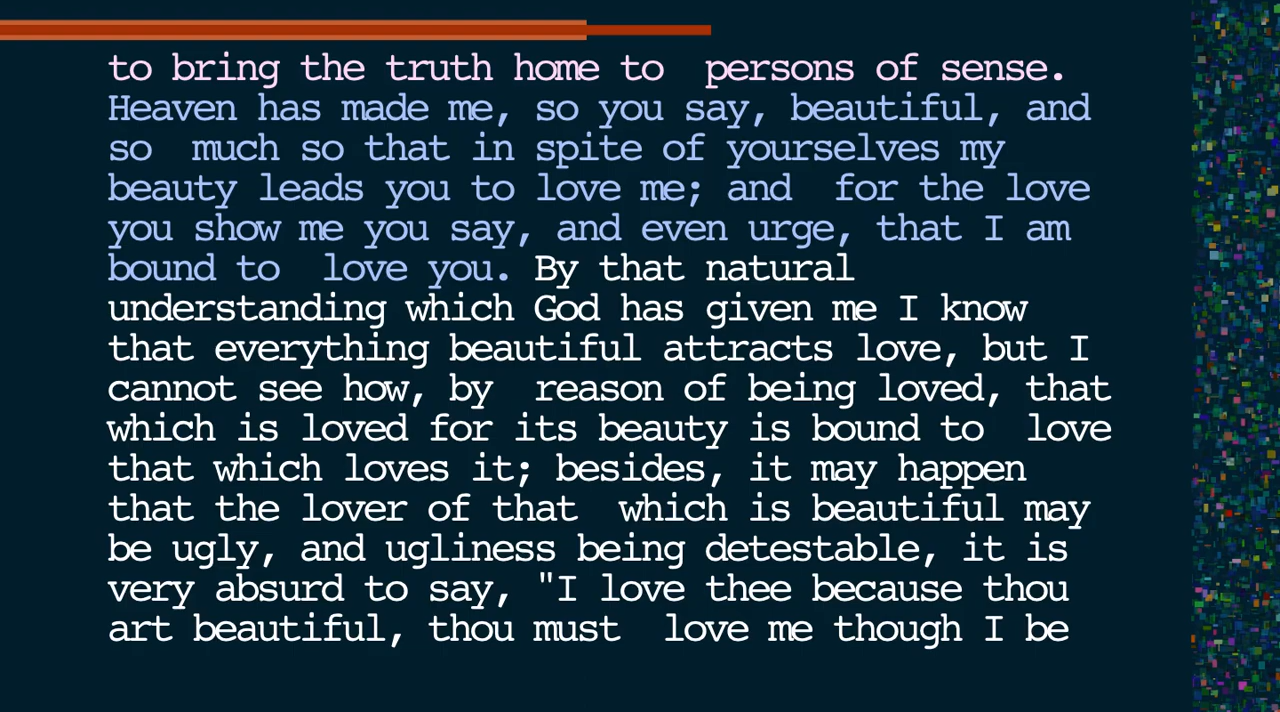 to bring the truth home to  persons of sense.
Heaven has made me, so you say, beautiful, and
so  much so that in spite of yourselves my
beauty leads you to love me; and  for the love
you show me you say, and even urge, that I am
bound to  love you. By that natural
understanding which God has given me I know
that everything beautiful attracts love, but I
cannot see how, by  reason of being loved, that
which is loved for its beauty is bound to  love
that which loves it; besides, it may happen
that the lover of that  which is beautiful may
be ugly, and ugliness being detestable, it is
very absurd to say, "I love thee because thou
art beautiful, thou must  love me though I be